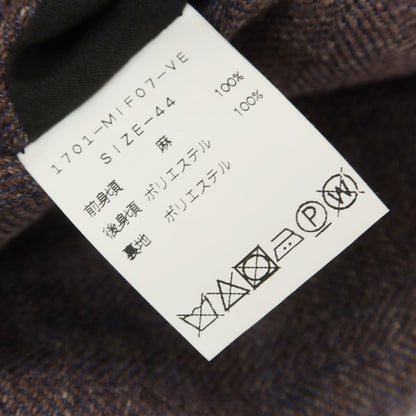 1701-MIF07-VE
SIZE-44
前身頃 麻 100%
後身頃 ポリエステル 100%
裏地 ポリエステル
P W